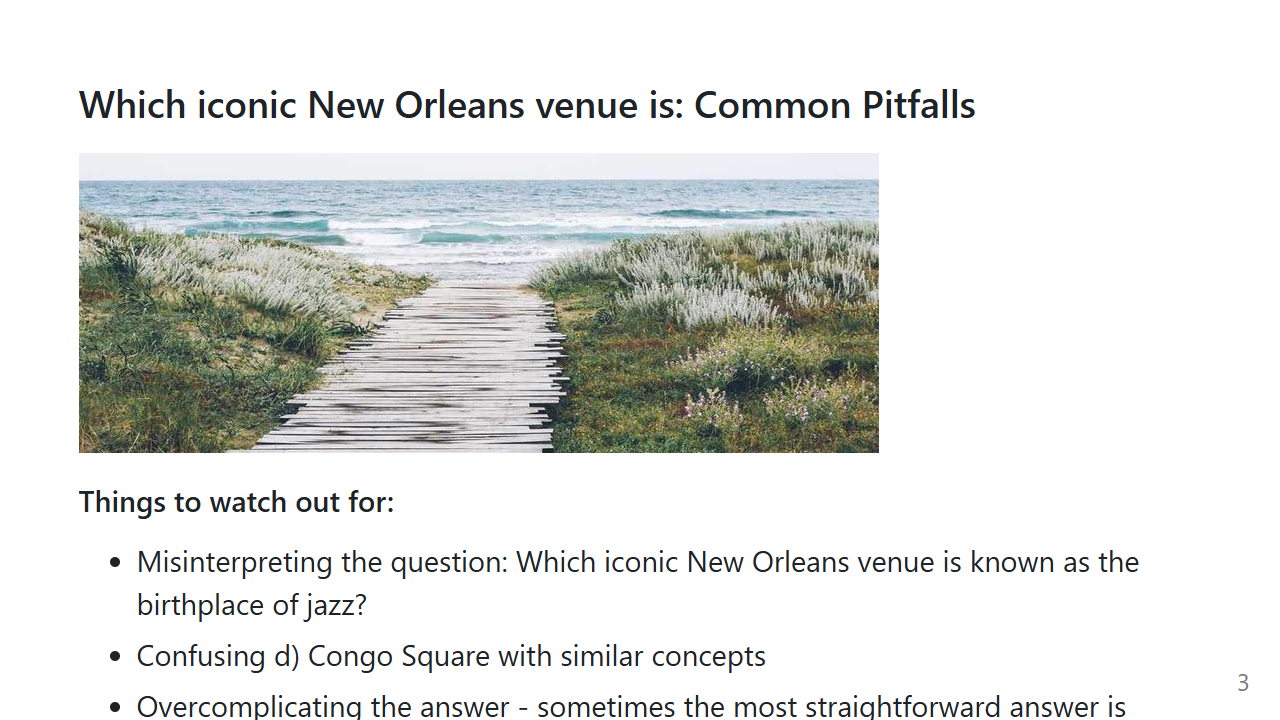 Which iconic New Orleans venue is: Common Pitfalls
Things to watch out for:
Misinterpreting the question: Which iconic New Orleans venue is known as the
birthplace of jazz?
Confusing d) Congo Square with similar concepts
Overcomplicating the answer - sometimes the most straightforward answer is
3